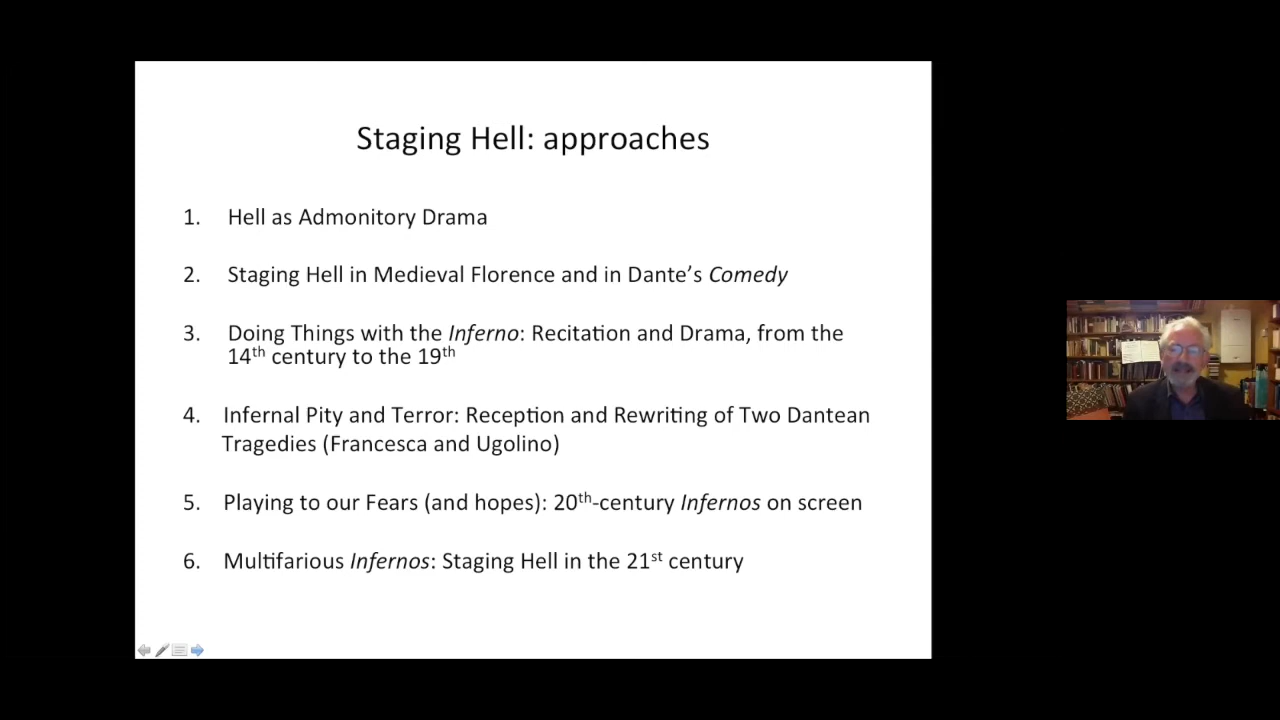 Staging Hell: approaches
1. Hell as Admonitory Drama
2. Staging Hell in Medieval Florence and in Dante’s Comedy
3. Doing Things with the Inferno: Recitation and Drama, from the
14th century to the 19th
4. Infernal Pity and Terror: Reception and Rewriting of Two Dantean
Tragedies (Francesca and Ugolino)
5. Playing to our Fears (and hopes): 20th-century Infernos on screen
6. Multifarious Infernos: Staging Hell in the 21st century